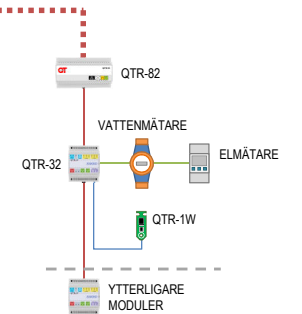 QTR-82
VATTENMÄTARE
QTR-32
ELMÄTARE
QTR-1W
YTTERLIGARE
MODULER